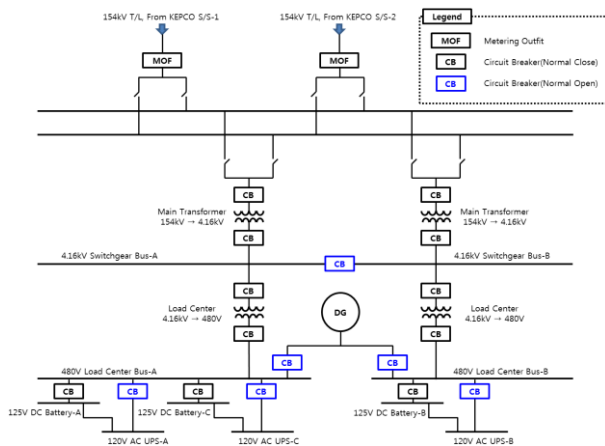 154kV T/L, From KEPCO S/S-1
154kV T/L, From KEPCO S/S-2
Legend
MOF
Metering Outfit
CB
Circuit Breaker(Normal Close)
CB
Circuit Breaker(Normal Open)
MOF
MOF
CB
CB
Main Transformer
154kV → 4.16kV
Main Transformer
154kV → 4.16kV
CB
CB
4.16kV Switchgear Bus-A
CB
4.16kV Switchgear Bus-B
CB
CB
Load Center
4.16kV → 480V
DG
Load Center
4.16kV → 480V
CB
CB
CB
CB
480V Load Center Bus-A
480V Load Center Bus-B
CB
CB
CB
CB
CB
CB
125V DC Battery-A
125V DC Battery-C
125V DC Battery-B
120V AC UPS-A
120V AC UPS-C
120V AC UPS-B